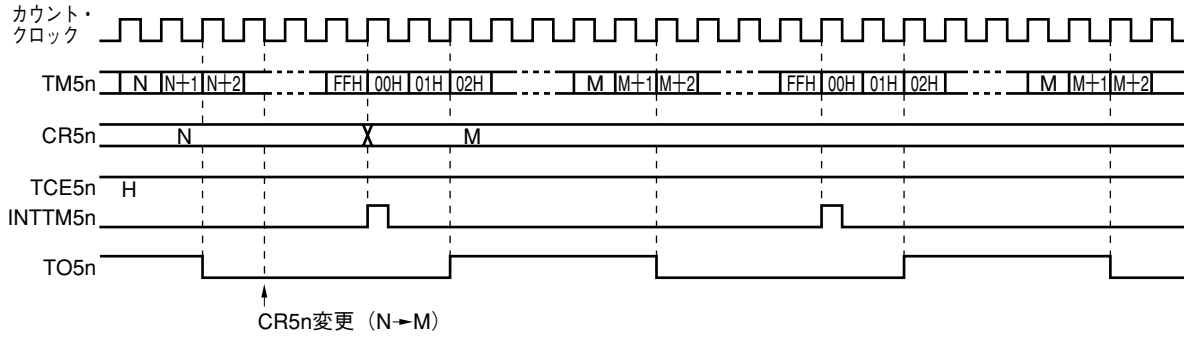 カウント・
クロック
TM5n N N+1 N+2 FFH 00H 01H 02H M M+1 M+2 FFH 00H 01H 02H M M+1 M+2
CR5n N M
TCE5n H
INTTM5n
TO5n
CR5n変更（N→M）